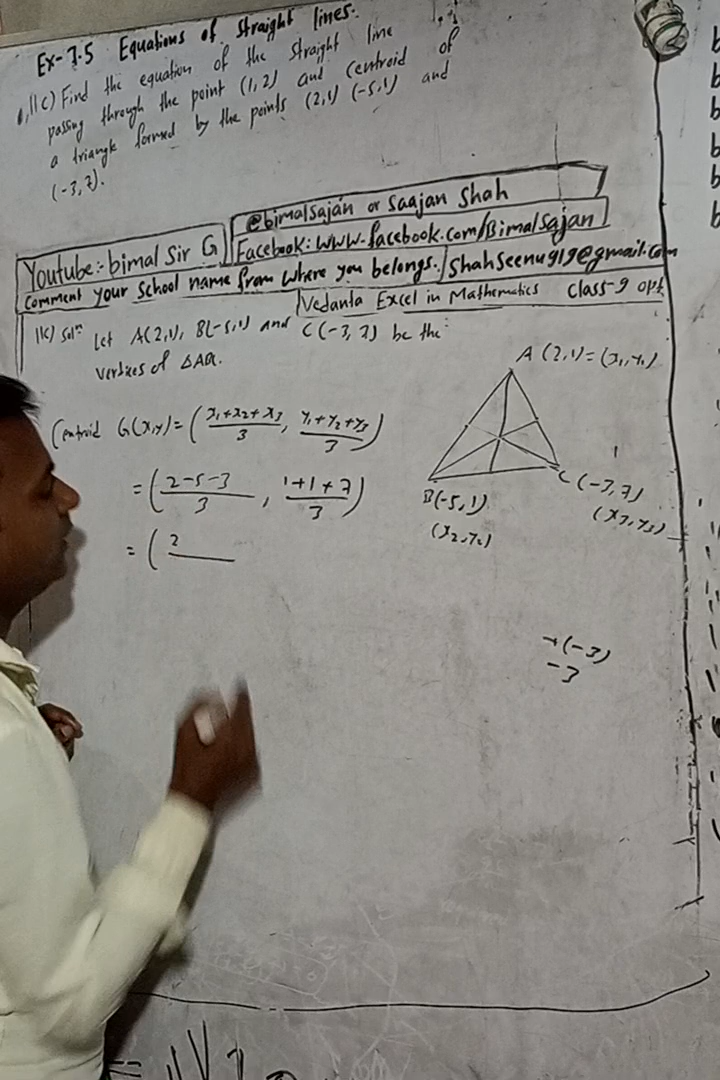 Ex-7.5 Equations of Straight lines.
11c) Find the equation of the straight line
passing through the point (1,2) and centroid of
a triangle formed by the points (2,1) (-5,1) and
(-3,7).
Youtube:- bimal Sir G
@bimalsajan or Saajan Shah
Facebook: www.facebook.com/Bimalsajan
Comment your School name from where you belongs. shahseenu919@gmail.com
Vedanta Excel in Mathematics Class-9 opt
11c) Solⁿ Let A(2,1), B(-5,1) and C(-3,7) be the
vertices of
A(2,1)=(x₁,y₁)
Centroid G(x,y) = (x₁+x₂+x₃/3, y₁+y₂+y₃/3)
= (2-5-3/3, 1+1+7/3)
B(-5,1)
(x₂,y₂)
C(-3,7)
(x₃,y₃)
= (2
+(-3)
-3